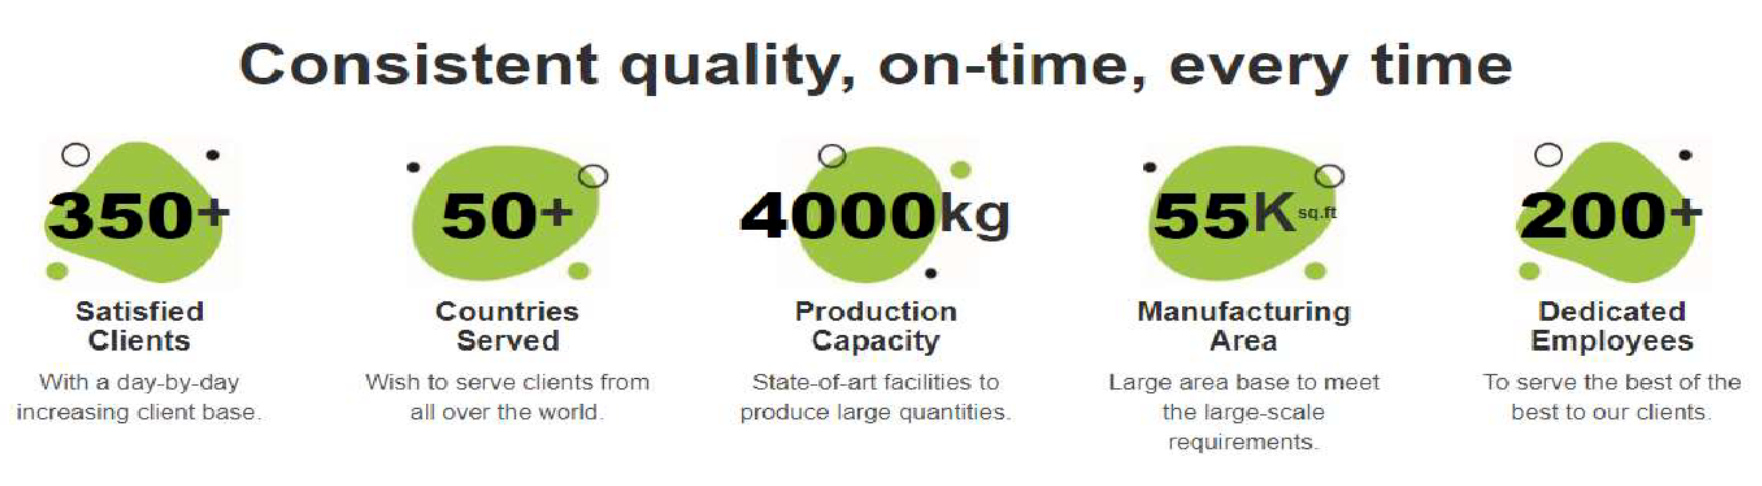 Consistent quality, on-time, every time
350+
Satisfied
Clients
With a day-by-day
increasing client base.
50+
Countries
Served
Wish to serve clients from
all over the world.
4000kg
Production
Capacity
State-of-art facilities to
produce large quantities.
55K sq.ft
Manufacturing
Area
Large area base to meet
the large-scale
requirements.
200+
Dedicated
Employees
To serve the best of the
best to our clients.